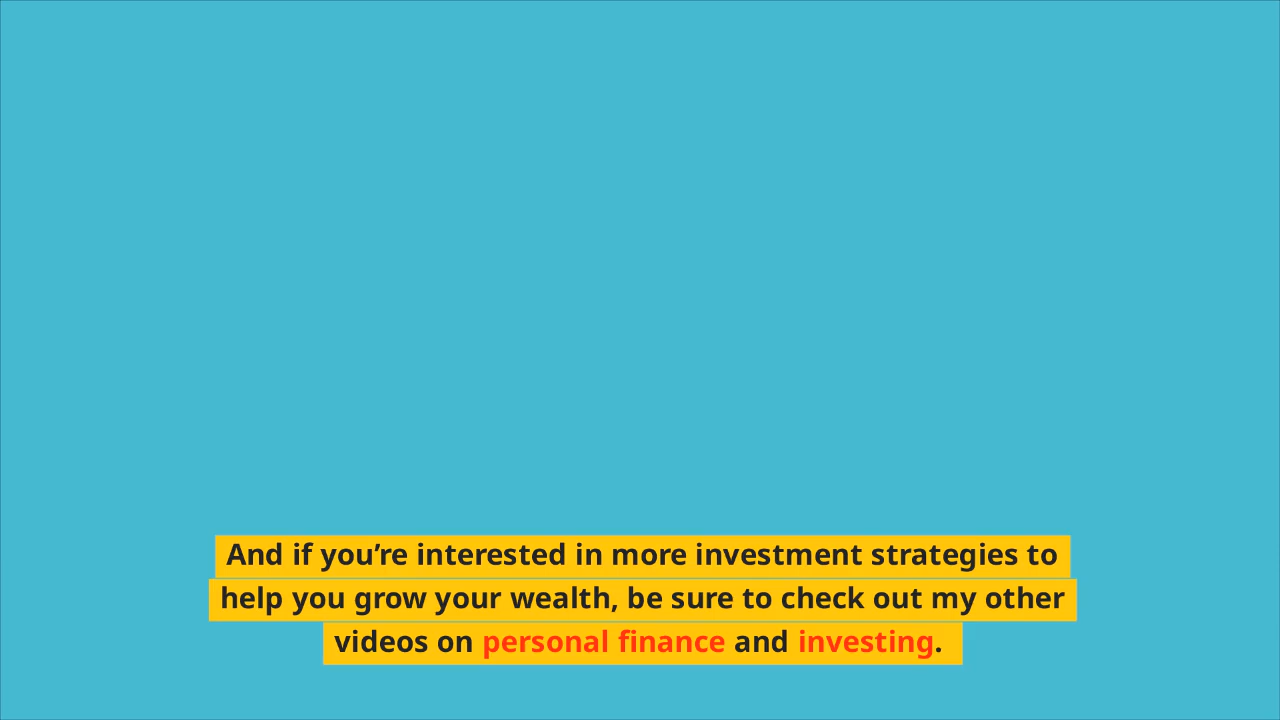 And if you’re interested in more investment strategies to
help you grow your wealth, be sure to check out my other
videos on personal finance and investing.